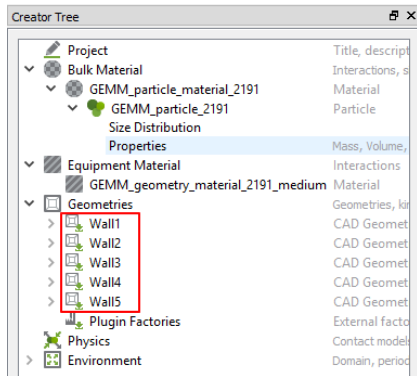 Creator Tree
Project Title, descript
Bulk Material Interactions, s
GEMM_particle_material_2191 Material
GEMM_particle_2191 Particle
Size Distribution
Properties Mass, Volume,
Equipment Material Interactions
GEMM_geometry_material_2191_medium Material
Geometries Geometries, kin
Wall1 CAD Geomet
Wall2 CAD Geomet
Wall3 CAD Geomet
Wall4 CAD Geomet
Wall5 CAD Geomet
Plugin Factories External facto
Physics Contact model
Environment Domain, period